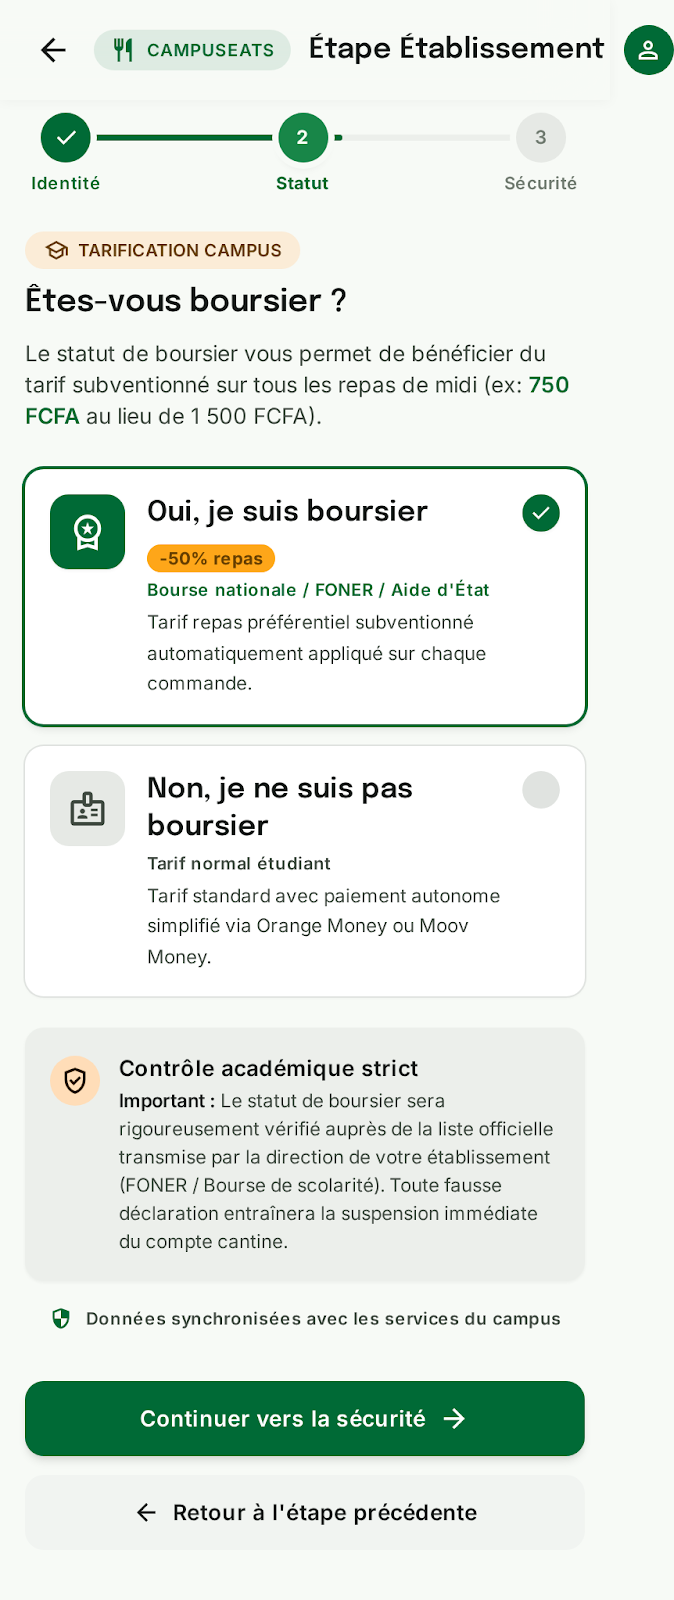 CAMPUSEATS
Étape Établissement
2
3
Identité
Statut
Sécurité
TARIFICATION CAMPUS
Êtes-vous boursier ?
Le statut de boursier vous permet de bénéficier du
tarif subventionné sur tous les repas de midi (ex: 750
FCFA au lieu de 1 500 FCFA).
Oui, je suis boursier
-50% repas
Bourse nationale / FONER / Aide d'État
Tarif repas préférentiel subventionné
automatiquement appliqué sur chaque
commande.
Non, je ne suis pas
boursier
Tarif normal étudiant
Tarif standard avec paiement autonome
simplifié via Orange Money ou Moov
Money.
Contrôle académique strict
Important : Le statut de boursier sera
rigoureusement vérifié auprès de la liste officielle
transmise par la direction de votre établissement
(FONER / Bourse de scolarité). Toute fausse
déclaration entraînera la suspension immédiate
du compte cantine.
Données synchronisées avec les services du campus
Continuer vers la sécurité
Retour à l'étape précédente